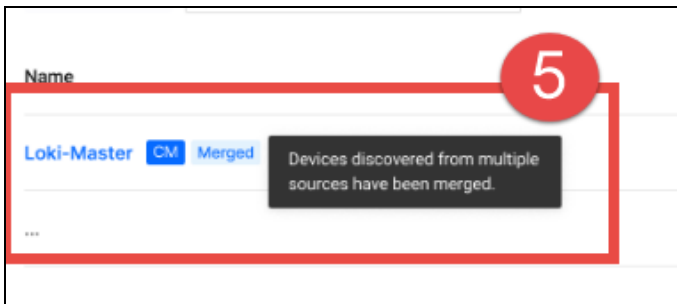 5
Name
Loki-Master CM Merged
Devices discovered from multiple
sources have been merged.
...